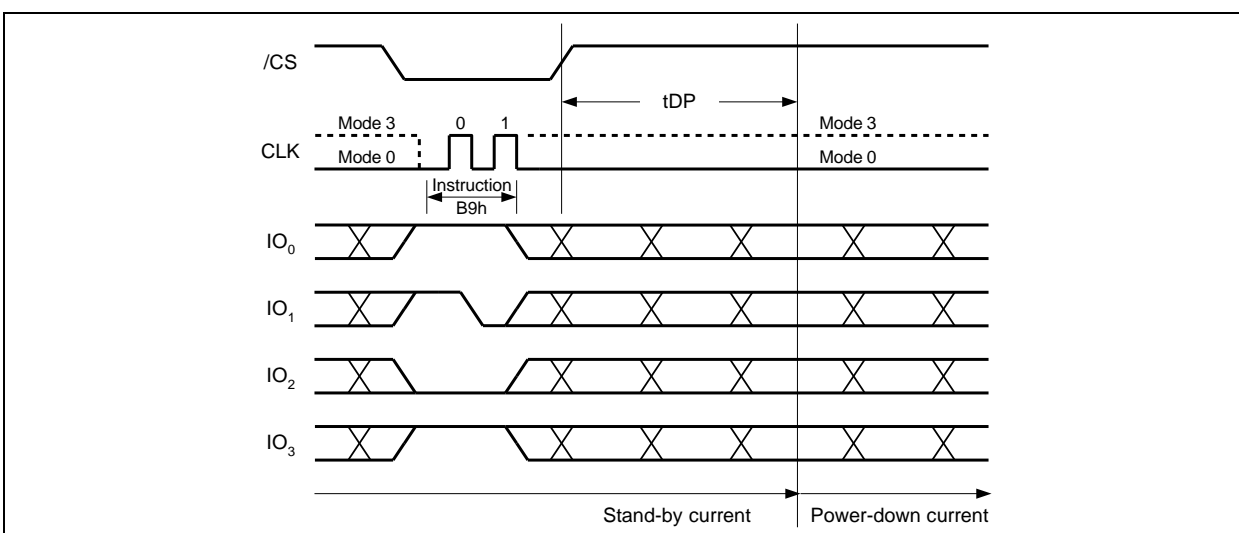 /CS
tDP
Mode 3 0 1 Mode 3
CLK
Mode 0 Mode 0
Instruction
B9h
IO0
IO1
IO2
IO3
Stand-by current Power-down current